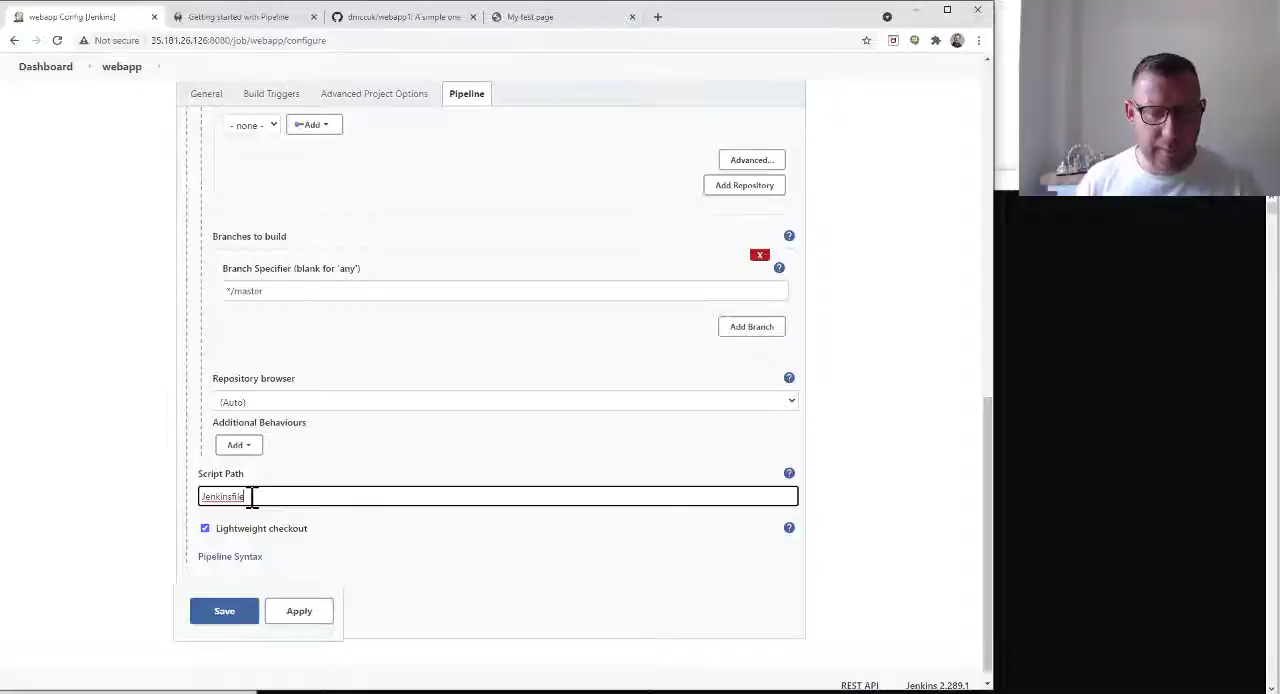 webapp Config [Jenkins]
Getting started with Pipeline
dmccuk/webapp1: A simple one
My test page
Not secure
35.181.26.126:8080/job/webapp/configure
Dashboard
webapp
General
Build Triggers
Advanced Project Options
Pipeline
- none -
Add
Advanced...
Add Repository
Branches to build
X
Branch Specifier (blank for 'any')
*/master
Add Branch
Repository browser
(Auto)
Additional Behaviours
Add
Script Path
Jenkinsfile
Lightweight checkout
Pipeline Syntax
Save
Apply
REST API
Jenkins 2.289.1